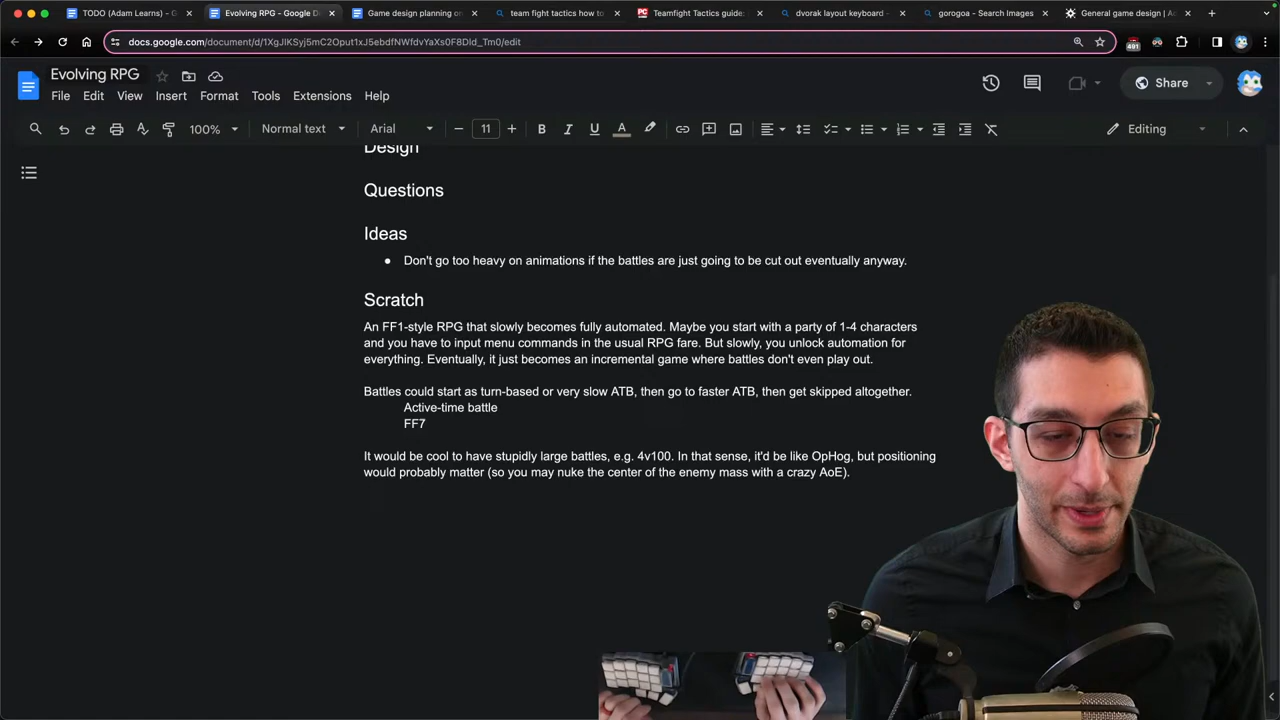 TODO (Adam Learns) - G
Evolving RPG - Google D
Game design planning on
team fight tactics how to
Teamfight Tactics guide:
dvorak layout keyboard -
gorogoa - Search Images
General game design | A
docs.google.com/document/d/1XgJIKSyj5mC2Oput1xJ5ebdfNWfdvYaXs0F8Dld_Tm0/edit
491
Evolving RPG
Share
File Edit View Insert Format Tools Extensions Help
100% Normal text Arial 11 Editing
Design
Questions
Ideas
● Don't go too heavy on animations if the battles are just going to be cut out eventually anyway.
Scratch
An FF1-style RPG that slowly becomes fully automated. Maybe you start with a party of 1-4 characters
and you have to input menu commands in the usual RPG fare. But slowly, you unlock automation for
everything. Eventually, it just becomes an incremental game where battles don't even play out.
Battles could start as turn-based or very slow ATB, then go to faster ATB, then get skipped altogether.
Active-time battle
FF7
It would be cool to have stupidly large battles, e.g. 4v100. In that sense, it'd be like OpHog, but positioning
would probably matter (so you may nuke the center of the enemy mass with a crazy AoE).